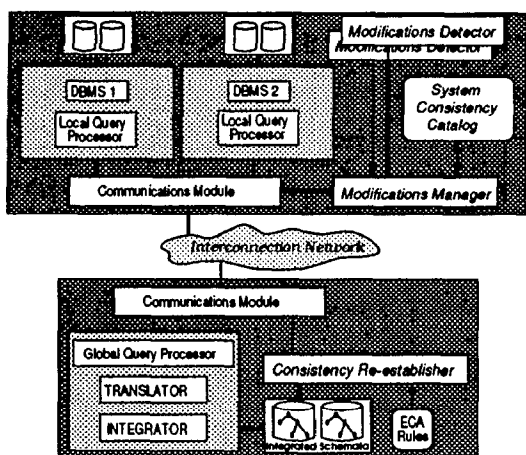 Modifications Detector
Modifications Detector
DBMS 1
Local Query
Processor
DBMS 2
Local Query
Processor
System
Consistency
Catalog
Communications Module
Modifications Manager
Interconnection Network
Communications Module
Global Query Processor
TRANSLATOR
INTEGRATOR
Consistency Re-establisher
Integrated Schemata
ECA
Rules